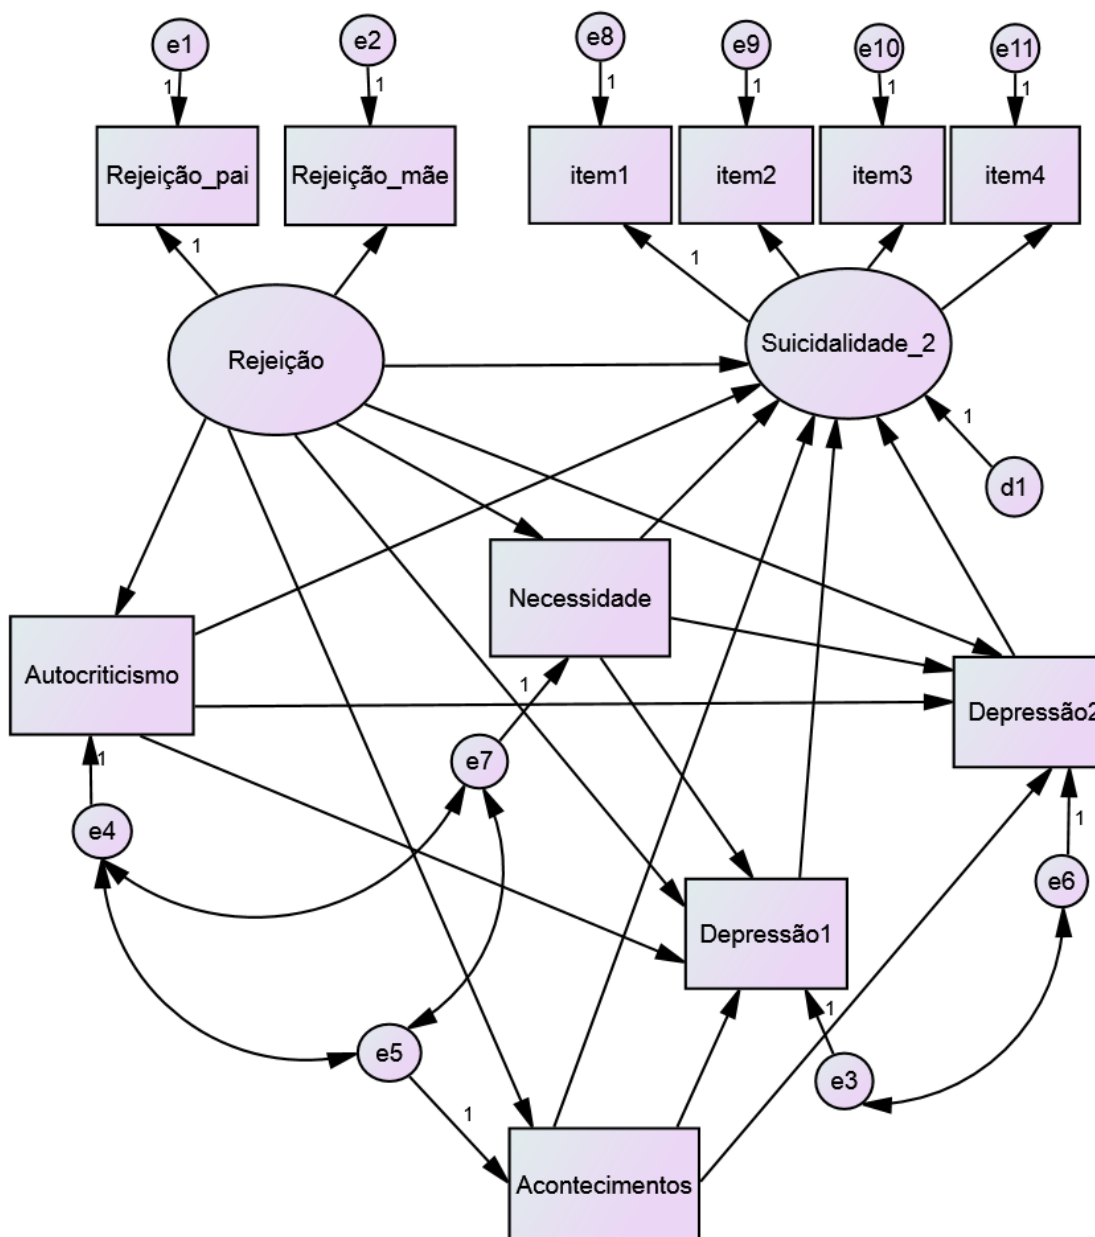 e1
e2
e8
e9
e10
e11
1
1
1
1
1
1
Rejeição_pai
Rejeição_mãe
item1
item2
item3
item4
1
1
Rejeição
Suicidalidade_2
1
d1
Necessidade
Autocriticismo
1
Depressão2
1
e7
e4
1
e6
Depressão1
1
e5
e3
1
Acontecimentos